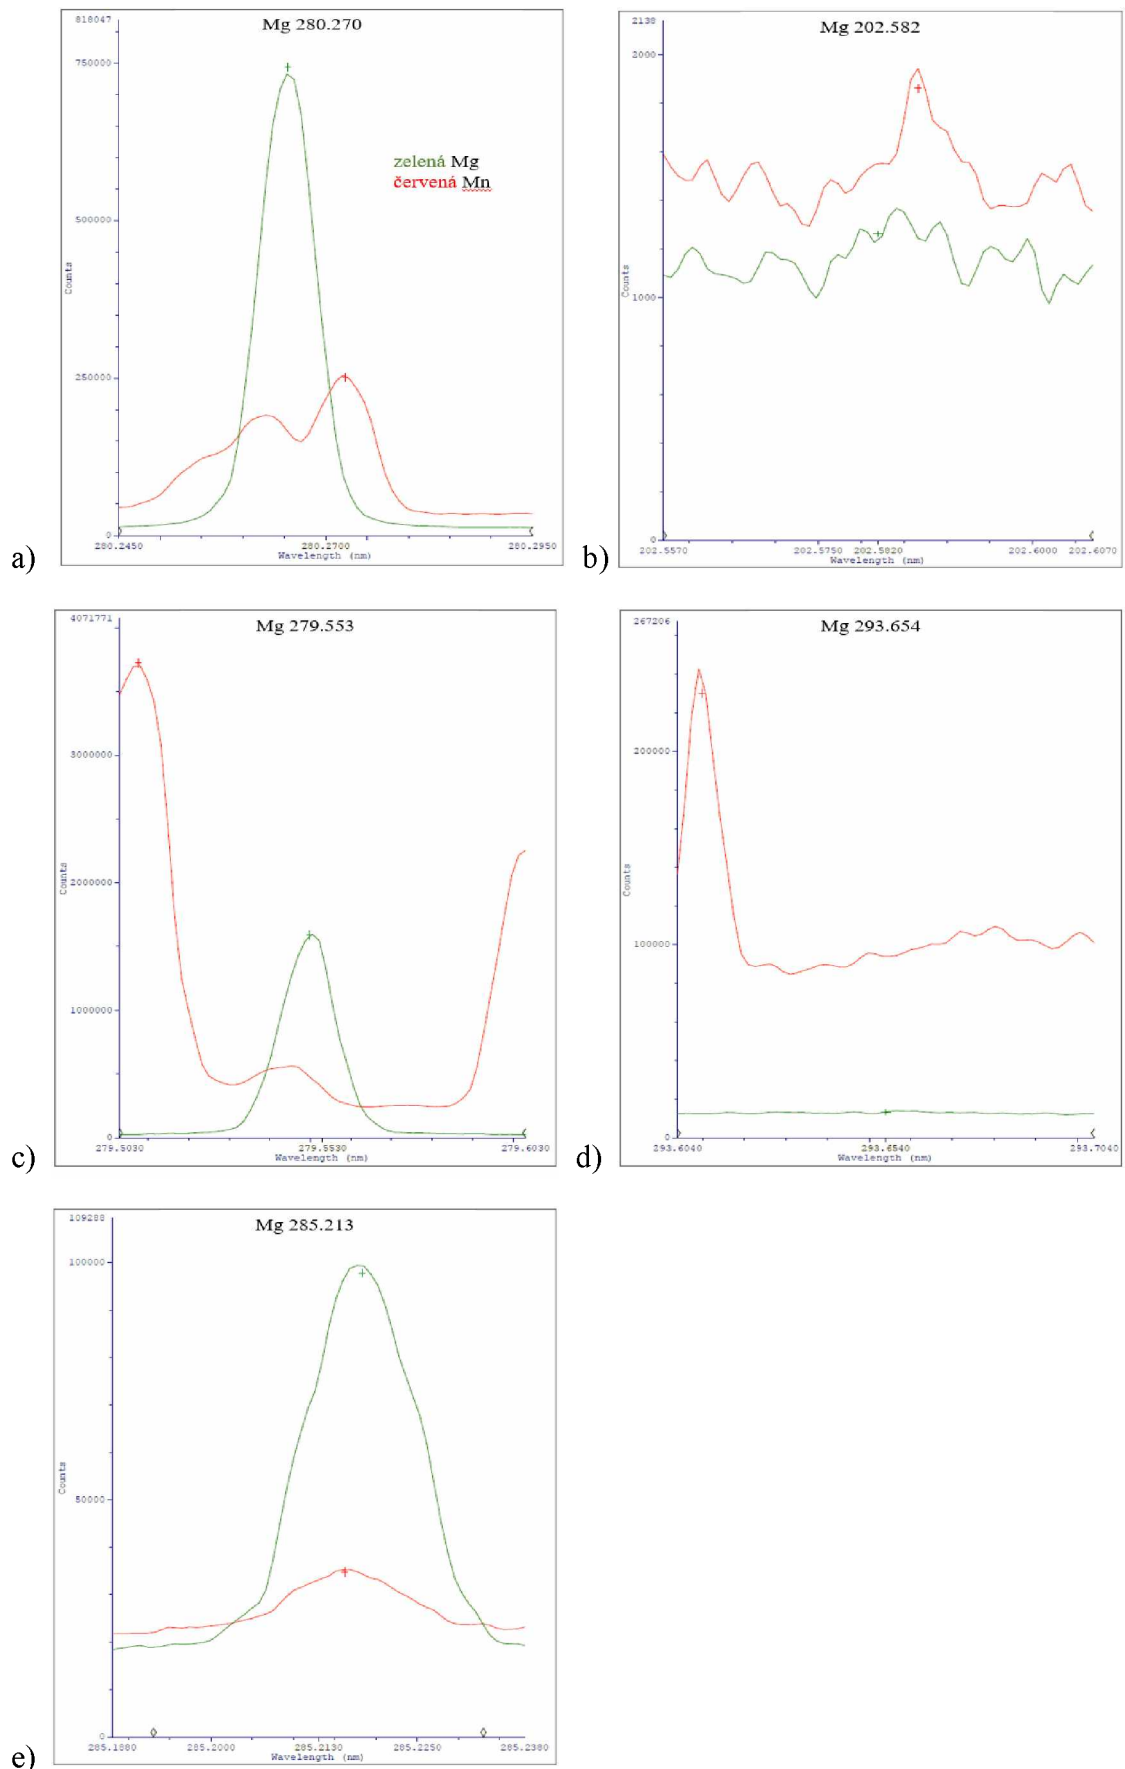 Mg 280.270
818047
750000
500000
250000
0
Counts
zelená Mg
červená Mn
280.2450 280.2700 280.2950
Wavelength (nm)
a)
Mg 202.582
2138
2000
1000
0
Counts
202.5570 202.5750 202.5820 202.6000 202.6070
Wavelength (nm)
b)
Mg 279.553
4071771
3000000
2000000
1000000
0
Counts
279.5030 279.5530 279.6030
Wavelength (nm)
c)
Mg 293.654
267206
200000
100000
0
Counts
293.6040 293.6540 293.7040
Wavelength (nm)
d)
Mg 285.213
109288
100000
50000
0
Counts
285.1880 285.2000 285.2130 285.2250 285.2380
Wavelength (nm)
e)